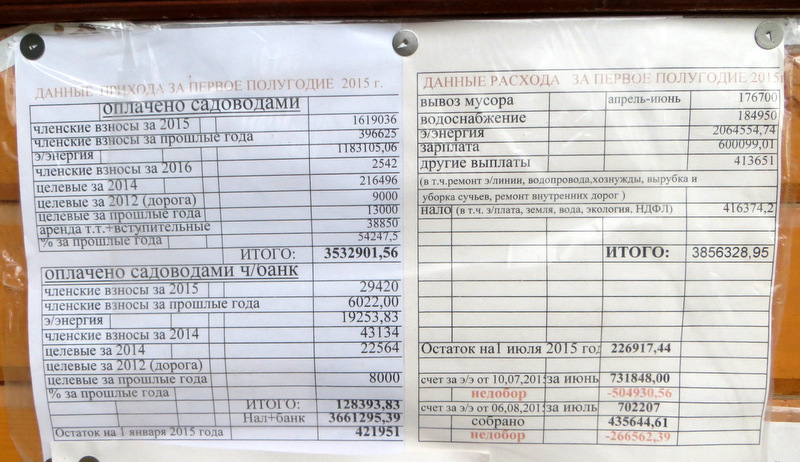 ДАННЫЕ ПРИХОДА ЗА ПЕРВОЕ ПОЛУГОДИЕ 2015 г.
оплачено садоводами
членские взносы за 2015 1619036
членские взносы за прошлые года 396625
э/энергия 1183105,06
членские взносы за 2016 2542
целевые за 2014 216496
целевые за 2012 (дорога) 9000
целевые за прошлые года 13000
аренда т.т.+вступительные 38850
% за прошлые года 54247,5
ИТОГО: 3532901,56
оплачено садоводами ч/банк
членские взносы за 2015 29420
членские взносы за прошлые года 6022,00
э/энергия 19253,83
членские взносы за 2014 43134
целевые за 2014 22564
целевые за 2012 (дорога)
целевые за прошлые года 8000
% за прошлые года
ИТОГО: 128393,83
Нал+банк 3661295,39
Остаток на 1 января 2015 года 421951
ДАННЫЕ РАСХОДА ЗА ПЕРВОЕ ПОЛУГОДИЕ 2015
вывоз мусора апрель-июнь 176700
водоснабжение 184950
э/энергия 2064554,74
зарплата 600099,01
другие выплаты 413651
(в т.ч.ремонт э/линии, водопровода,хознужды, вырубка и
уборка сучьев, ремонт внутренних дорог )
нало (в т.ч. з/плата, земля, вода, экология, НДФЛ) 416374,2
ИТОГО: 3856328,95
Остаток на1 июля 2015 год 226917,44
счет за э/э от 10,07,2015 за июнь 731848,00
недобор -504930,56
счет за э/э от 06,08,2015 за июль 702207
собрано 435644,61
недобор -266562,39